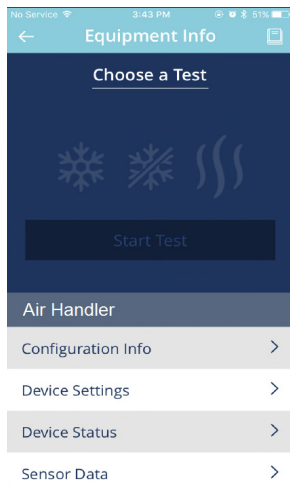 No Service 3:43 PM 51%
Equipment Info
Choose a Test
Start Test
Air Handler
Configuration Info
Device Settings
Device Status
Sensor Data